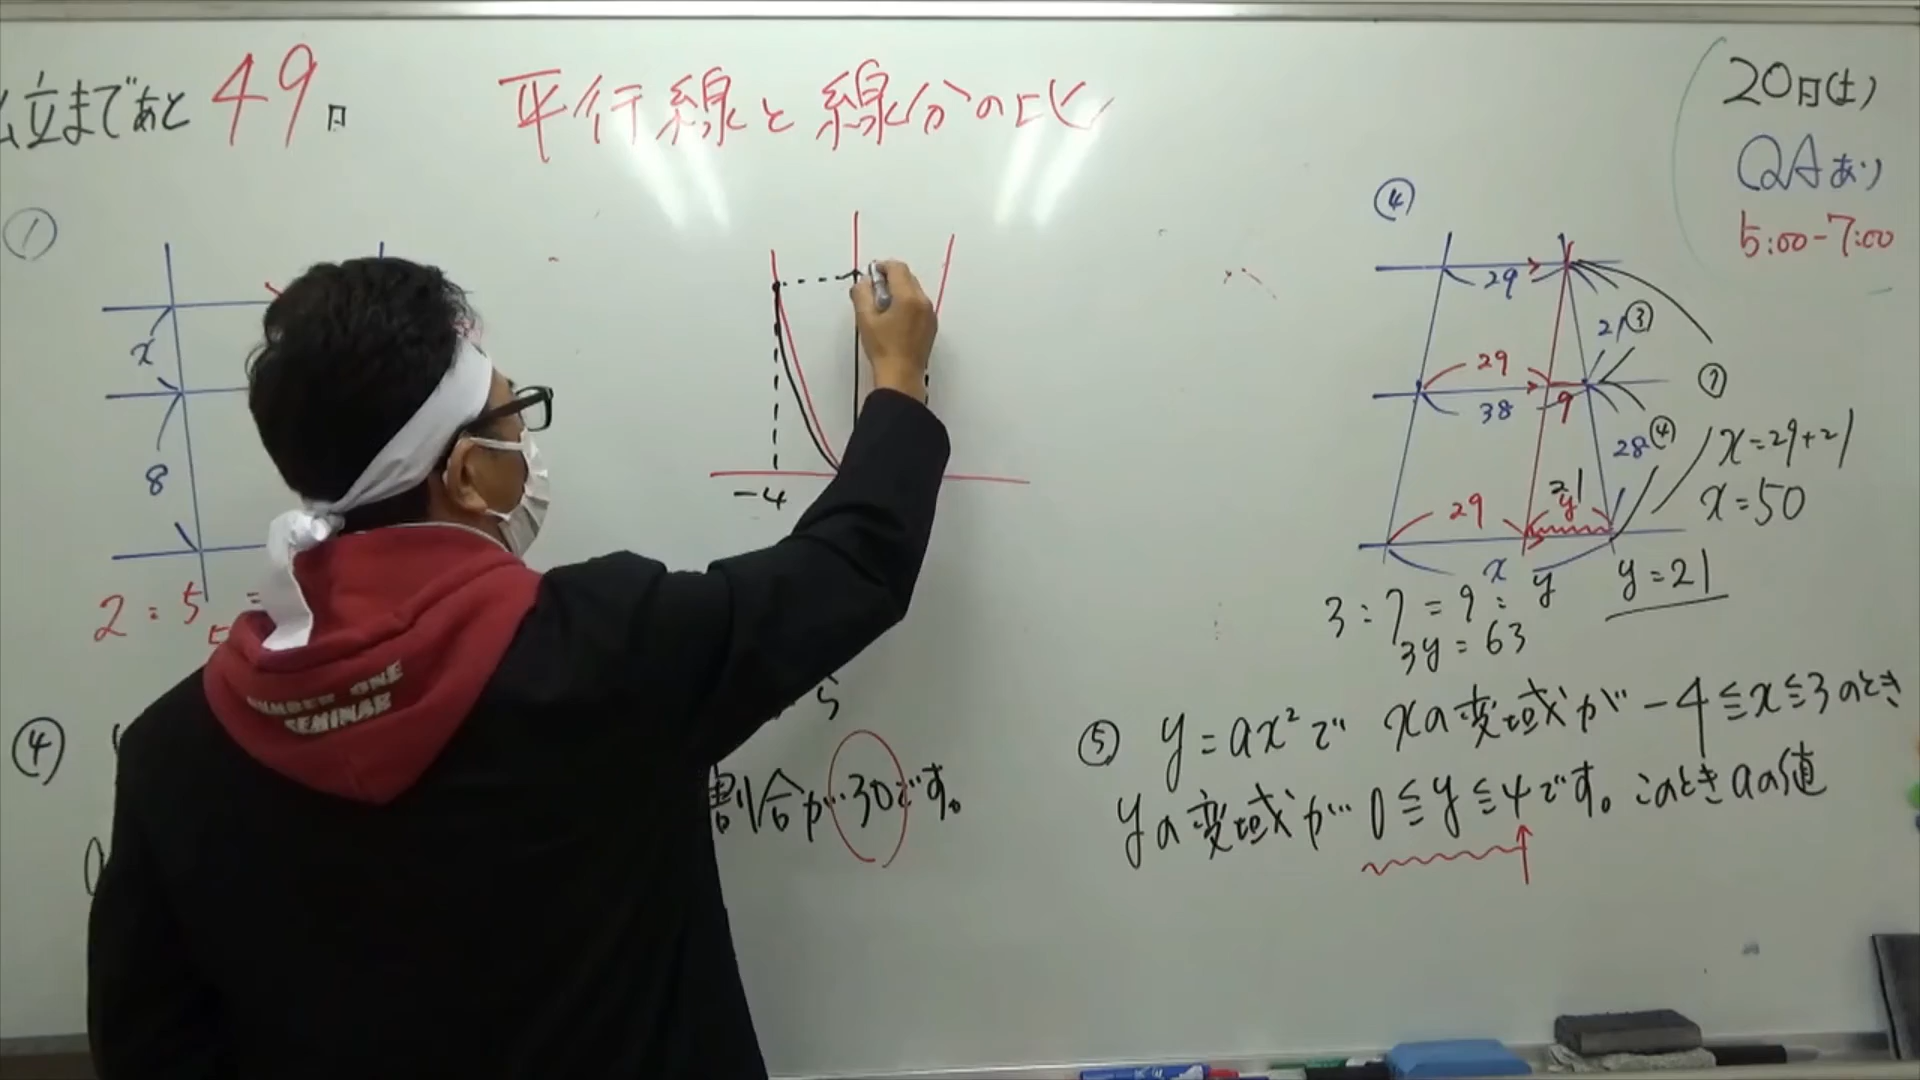 立まであと49日
平行線と線分の比
20日(土)
QAあり
5:00-7:00
①
x
8
2:5=
-4
NUMBER ONE
SEMINAR
④
29
21③
29
38
9
⑦
28④
29
21
y
x
x=29+21
x=50
3:7=9:y
3y=63
y=21
④
割合が30です。
⑤ y=ax²で xの変域が-4≦x≦3のとき
yの変域が0≦y≦4です。このときaの値